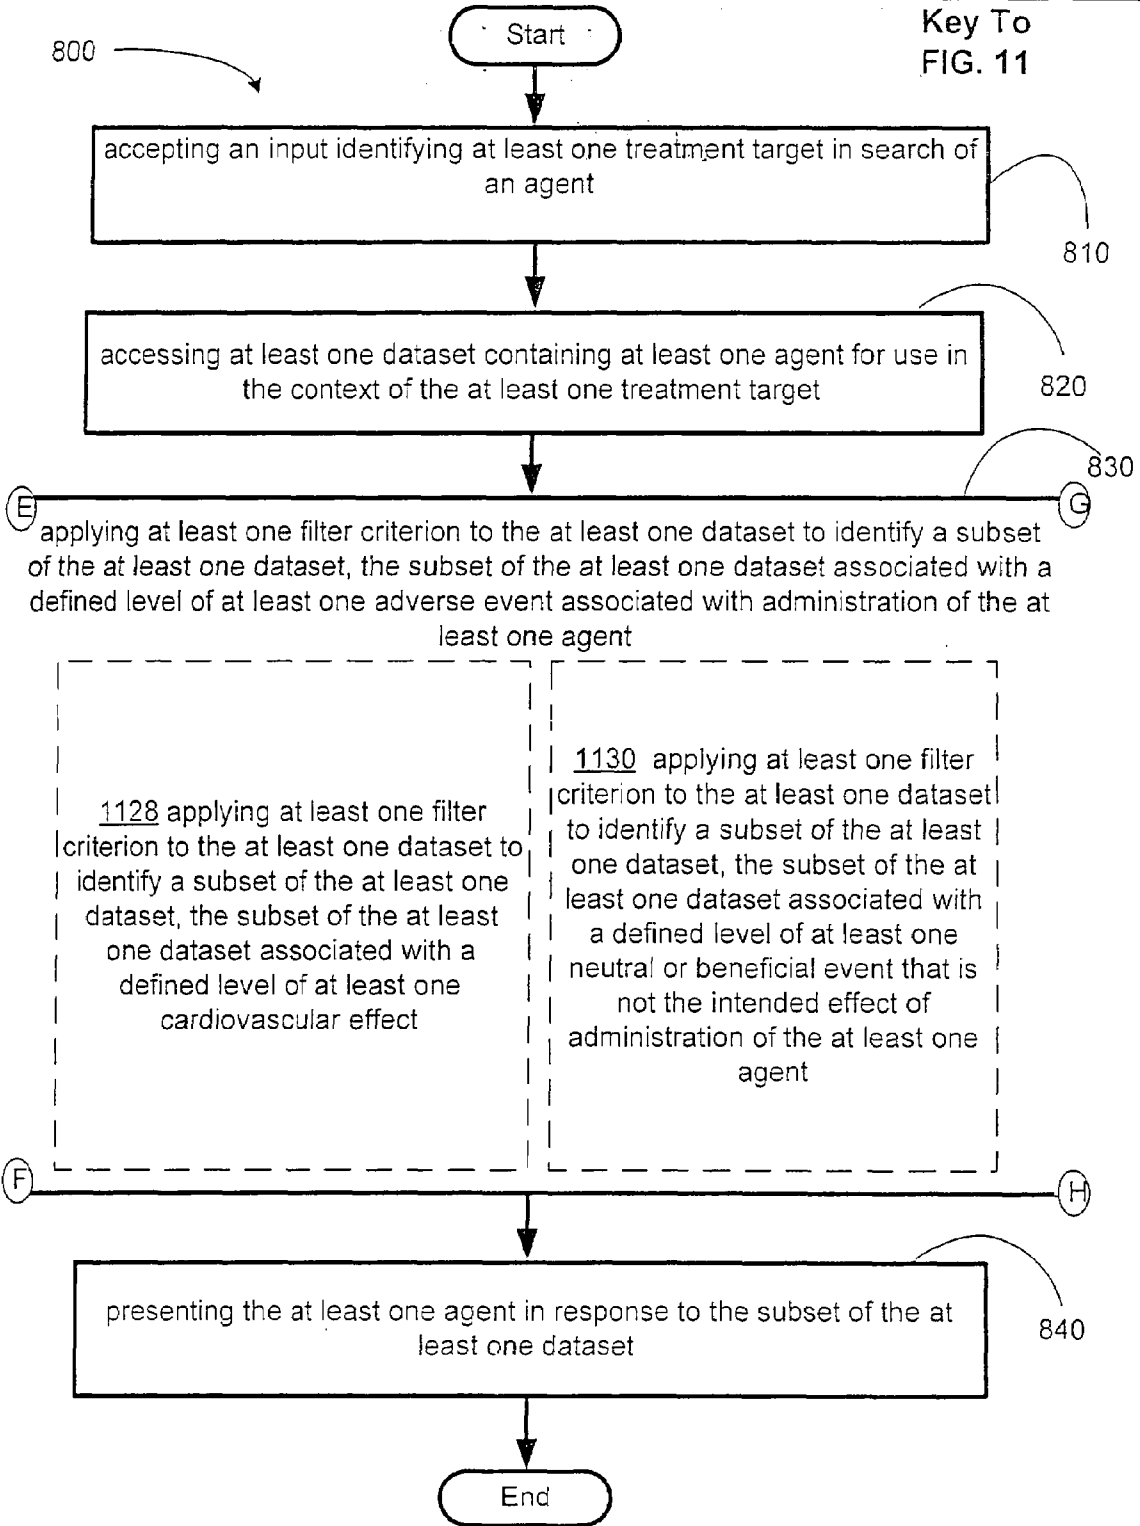 Key To
FIG. 11
Start
800
accepting an input identifying at least one treatment target in search of
an agent
810
accessing at least one dataset containing at least one agent for use in
the context of the at least one treatment target
820
830
E
G
applying at least one filter criterion to the at least one dataset to identify a subset
of the at least one dataset, the subset of the at least one dataset associated with a
defined level of at least one adverse event associated with administration of the at
least one agent
1128 applying at least one filter
criterion to the at least one dataset to
identify a subset of the at least one
dataset, the subset of the at least
one dataset associated with a
defined level of at least one
cardiovascular effect
1130 applying at least one filter
criterion to the at least one dataset
to identify a subset of the at least
one dataset, the subset of the at
least one dataset associated with
a defined level of at least one
neutral or beneficial event that is
not the intended effect of
administration of the at least one
agent
F
H
presenting the at least one agent in response to the subset of the at
least one dataset
840
End